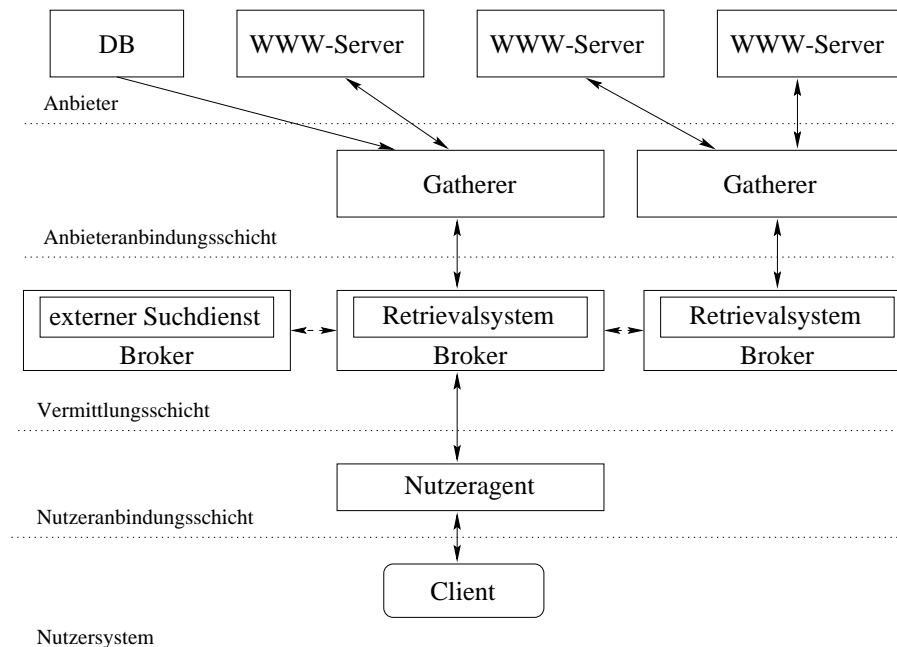 DB
WWW-Server
WWW-Server
WWW-Server
Anbieter
Gatherer
Gatherer
Anbieteranbindungsschicht
externer Suchdienst
Retrievalsystem
Retrievalsystem
Broker
Broker
Broker
Vermittlungsschicht
Nutzeragent
Nutzeranbindungsschicht
Client
Nutzersystem